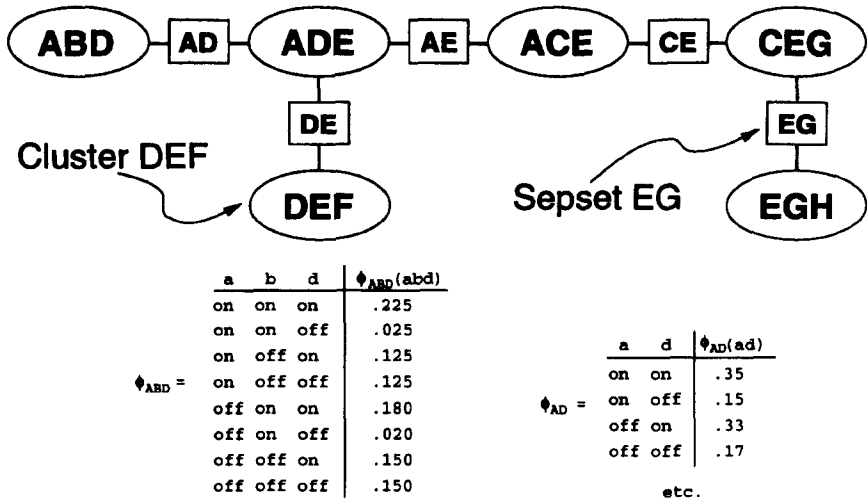 ABD AD ADE AE ACE CE CEG
DE EG
Cluster DEF
Sepset EG
DEF EGH
a b d ϕABD(abd)
on on on .225
on on off .025
on off on .125
ϕABD = on off off .125
off on on .180
off on off .020
off off on .150
off off off .150
a d ϕAD(ad)
on on .35
ϕAD = on off .15
off on .33
off off .17
etc.